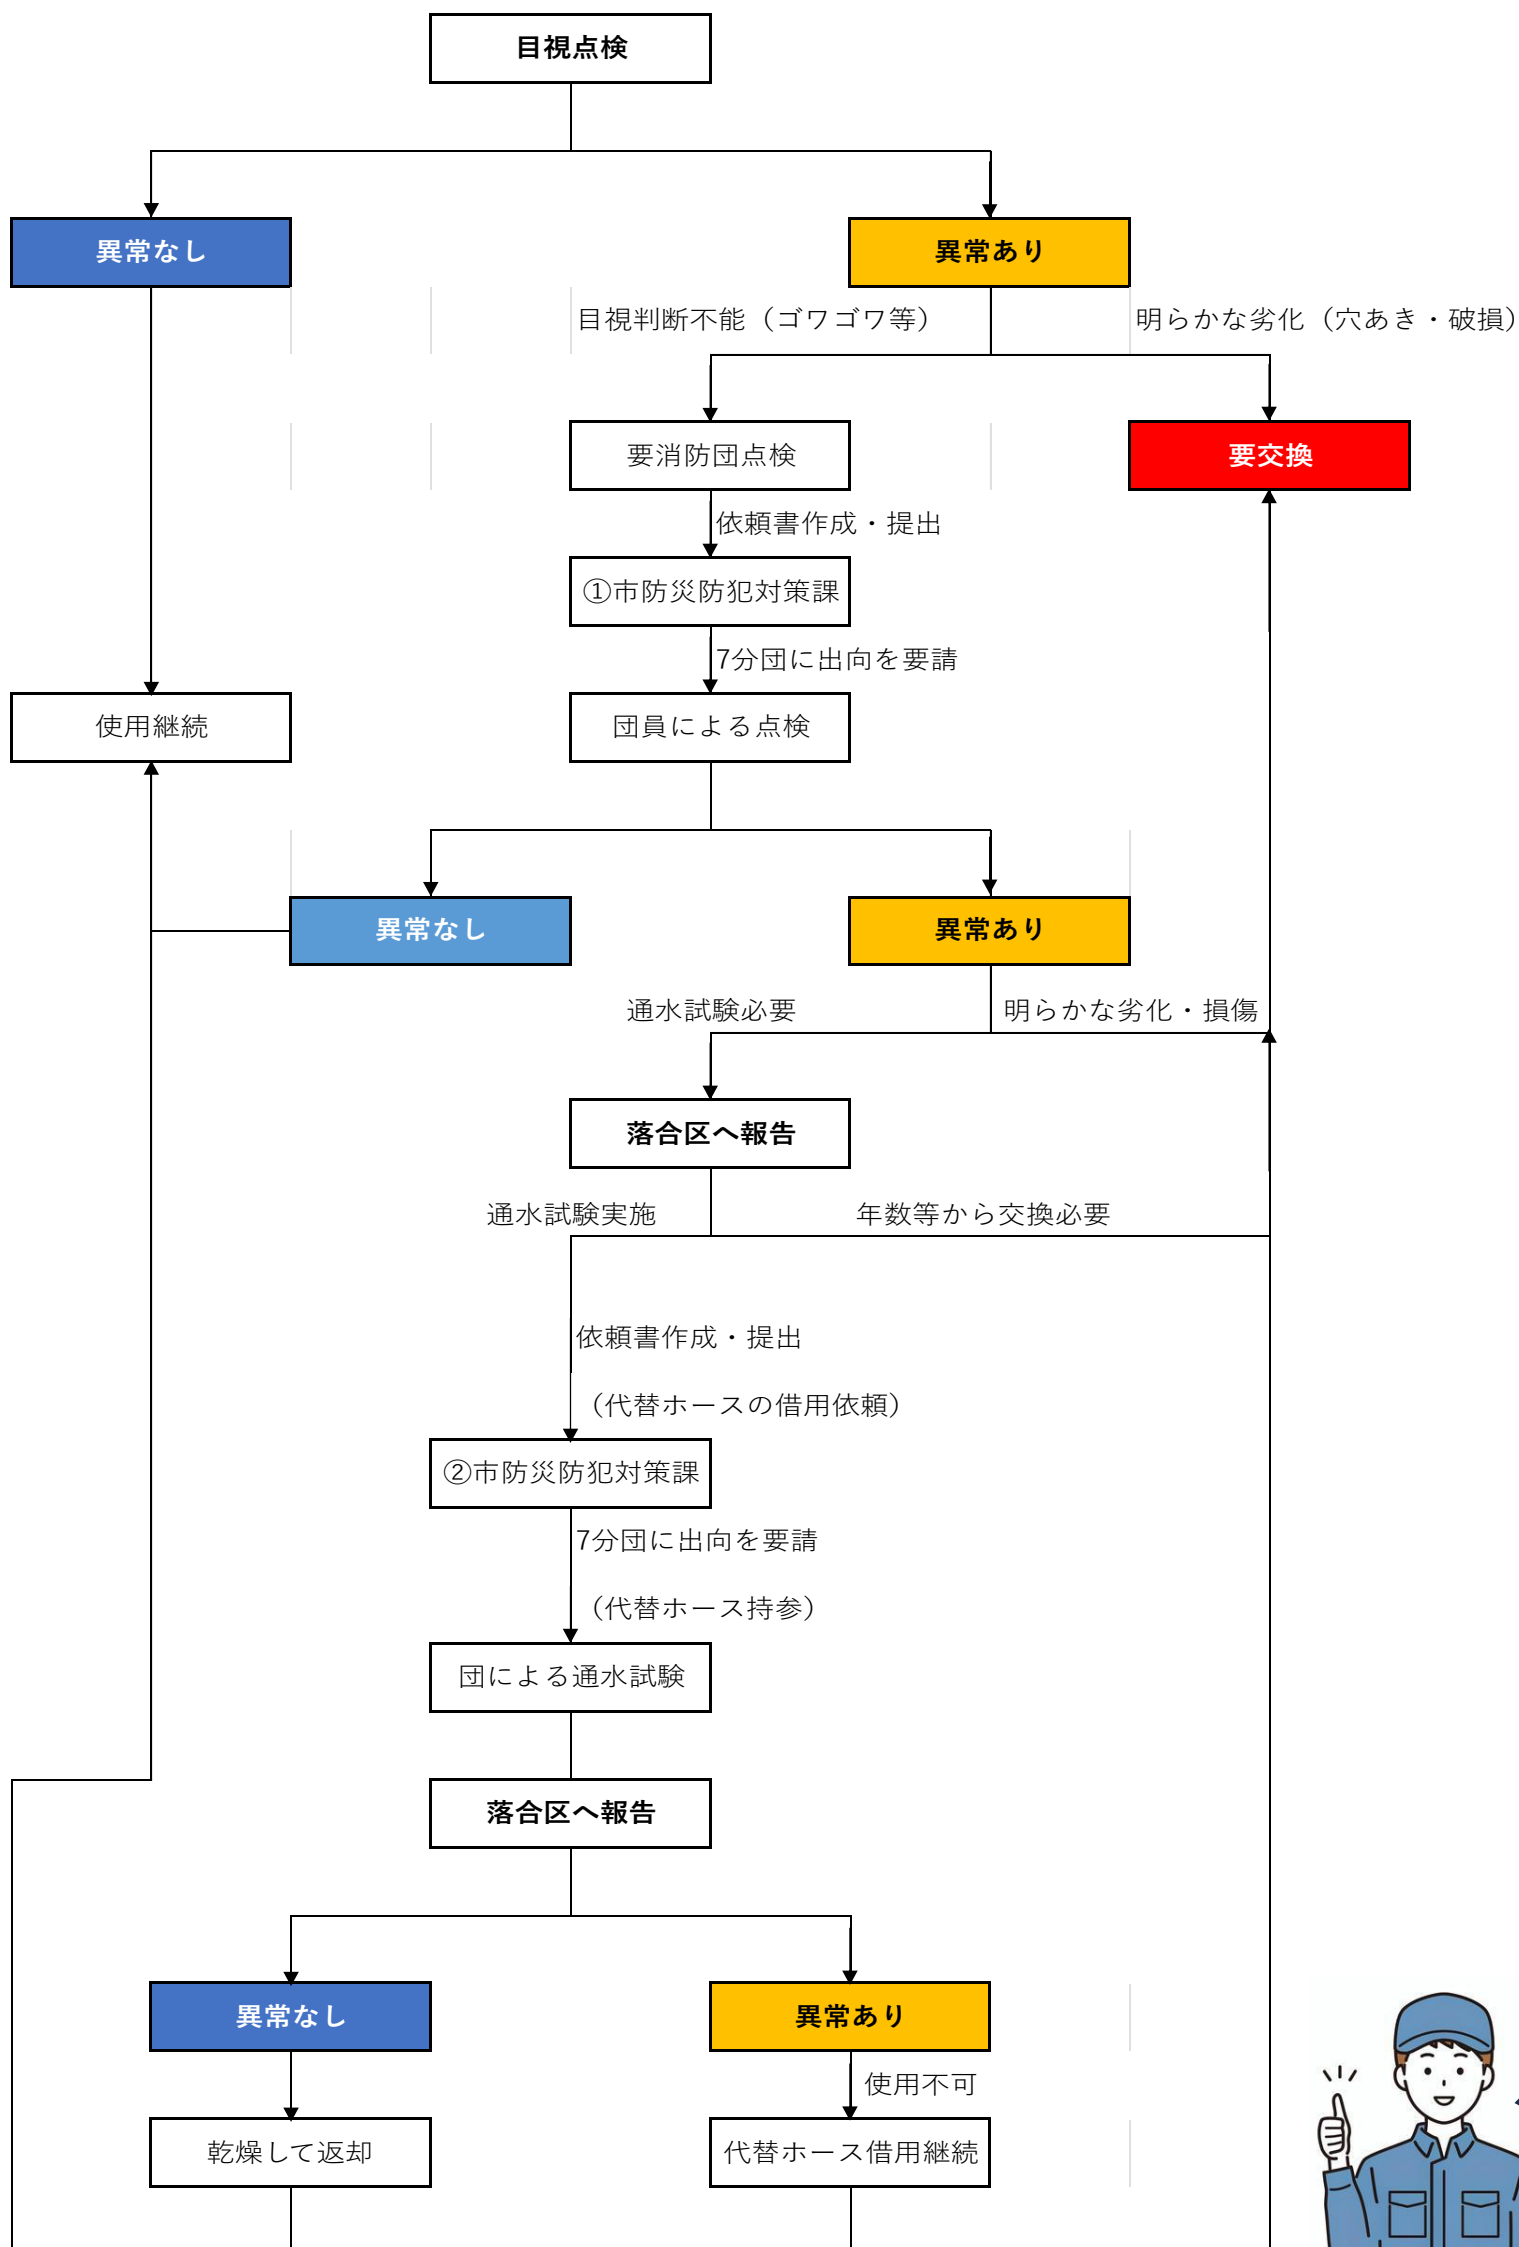 目視点検
異常なし
異常あり
目視判断不能（ゴワゴワ等）
明らかな劣化（穴あき・破損）
要消防団点検
要交換
依頼書作成・提出
①市防災防犯対策課
7分団に出向を要請
使用継続
団員による点検
異常なし
異常あり
通水試験必要
明らかな劣化・損傷
落合区へ報告
通水試験実施
年数等から交換必要
依頼書作成・提出
（代替ホースの借用依頼）
②市防災防犯対策課
7分団に出向を要請
（代替ホース持参）
団による通水試験
落合区へ報告
異常なし
異常あり
使用不可
乾燥して返却
代替ホース借用継続